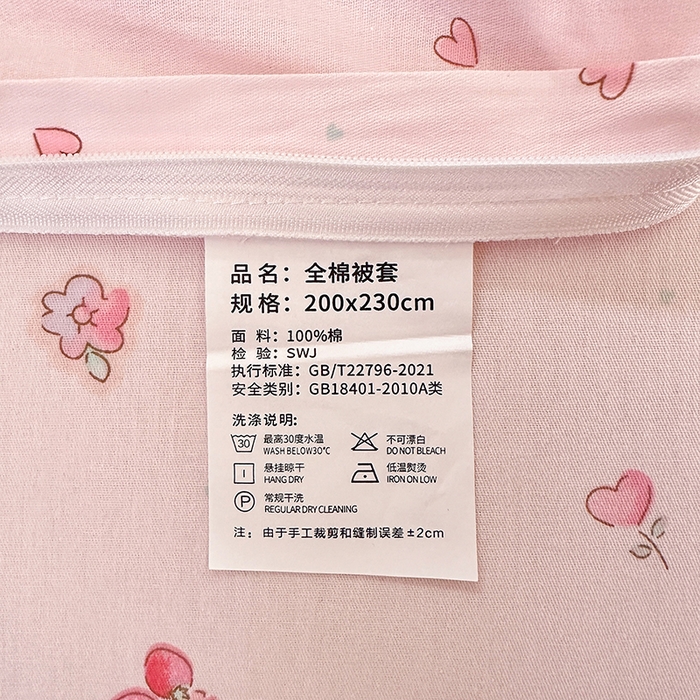 品名：全棉被套
规格：200x230cm
面料：100%棉
检验：SWJ
执行标准：GB/T22796-2021
安全类别：GB18401-2010A类
洗涤说明：
30 最高30度水温 不可漂白
WASH BELOW30°C DO NOT BLEACH
悬挂晾干 低温熨烫
HANG DRY IRON ON LOW
P 常规干洗
REGULAR DRY CLEANING
注：由于手工裁剪和缝制误差±2cm